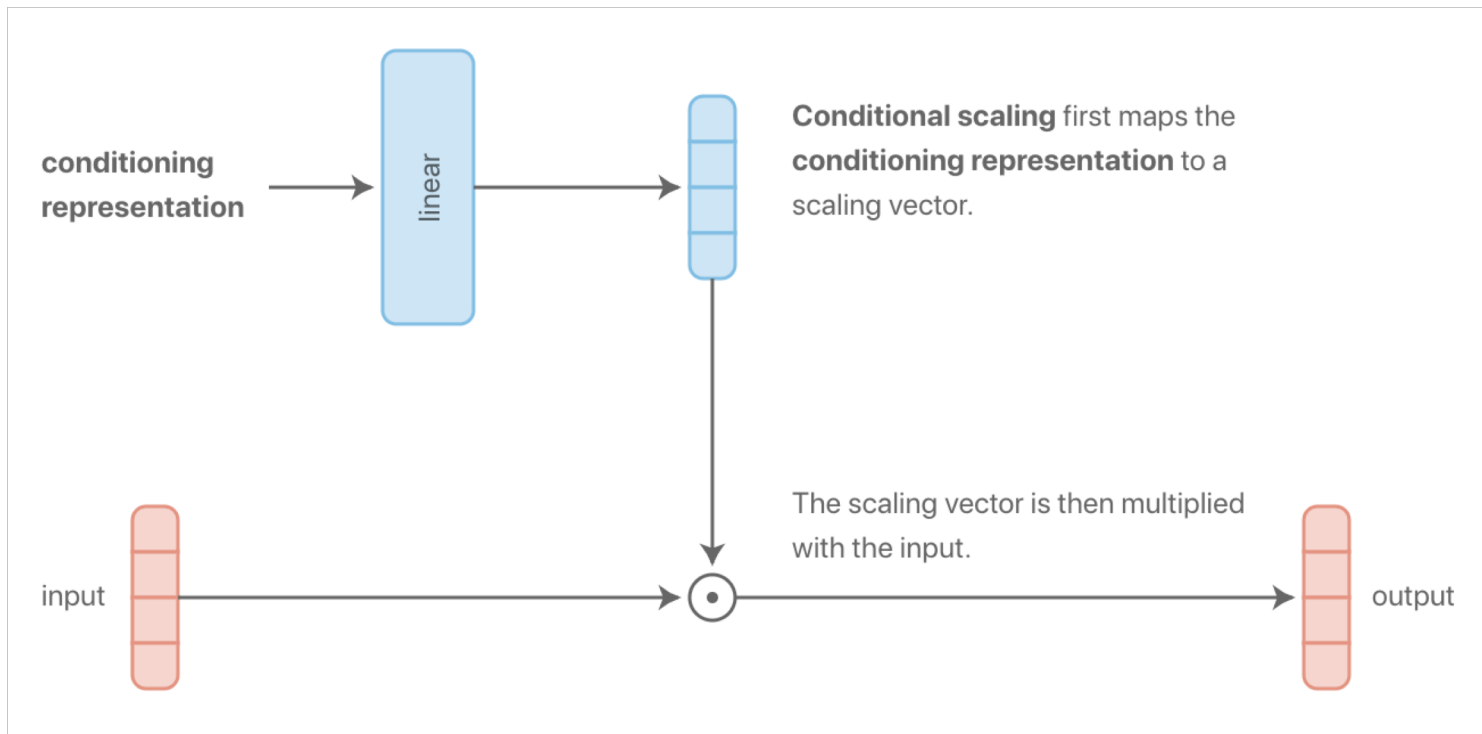 conditioning
representation
linear
Conditional scaling first maps the
conditioning representation to a
scaling vector.
The scaling vector is then multiplied
with the input.
input
output